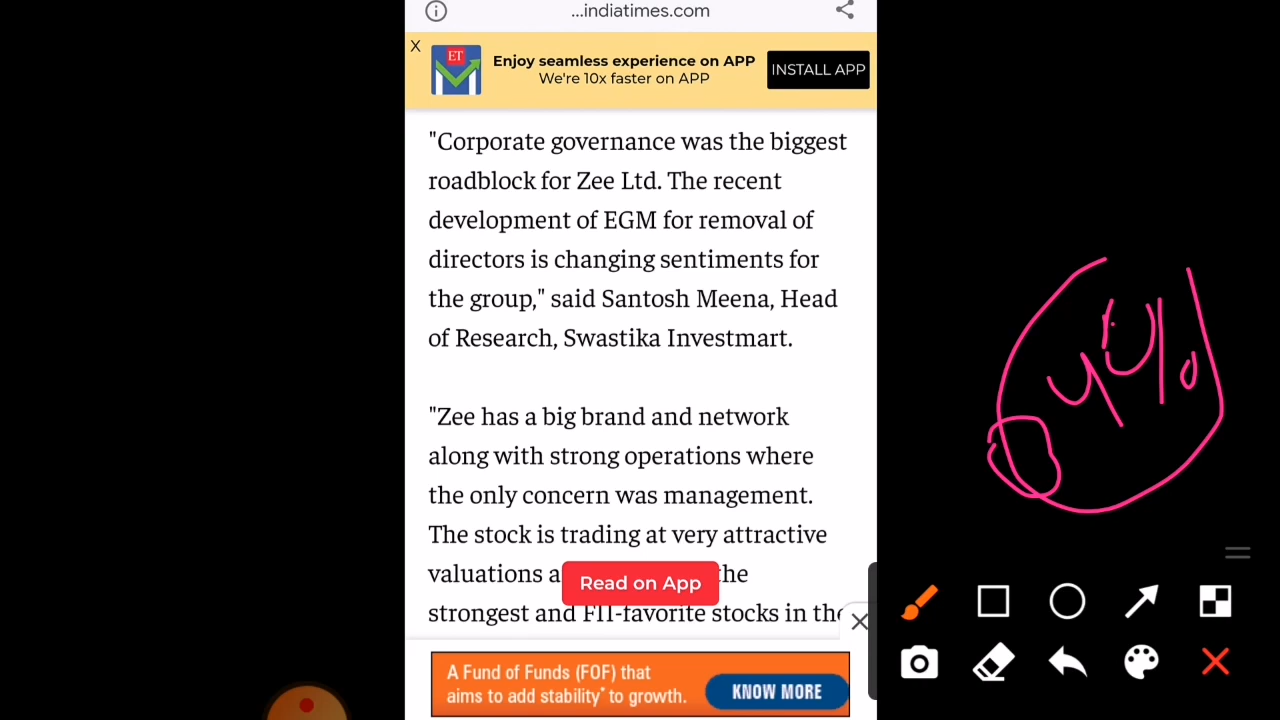 ...indiatimes.com
X
ET
Enjoy seamless experience on APP
We're 10x faster on APP
INSTALL APP
"Corporate governance was the biggest
roadblock for Zee Ltd. The recent
development of EGM for removal of
directors is changing sentiments for
the group," said Santosh Meena, Head
of Research, Swastika Investmart.
"Zee has a big brand and network
along with strong operations where
the only concern was management.
The stock is trading at very attractive
valuations a the
Read on App
strongest and FII-favorite stocks in the
A Fund of Funds (FOF) that
aims to add stability* to growth.
KNOW MORE